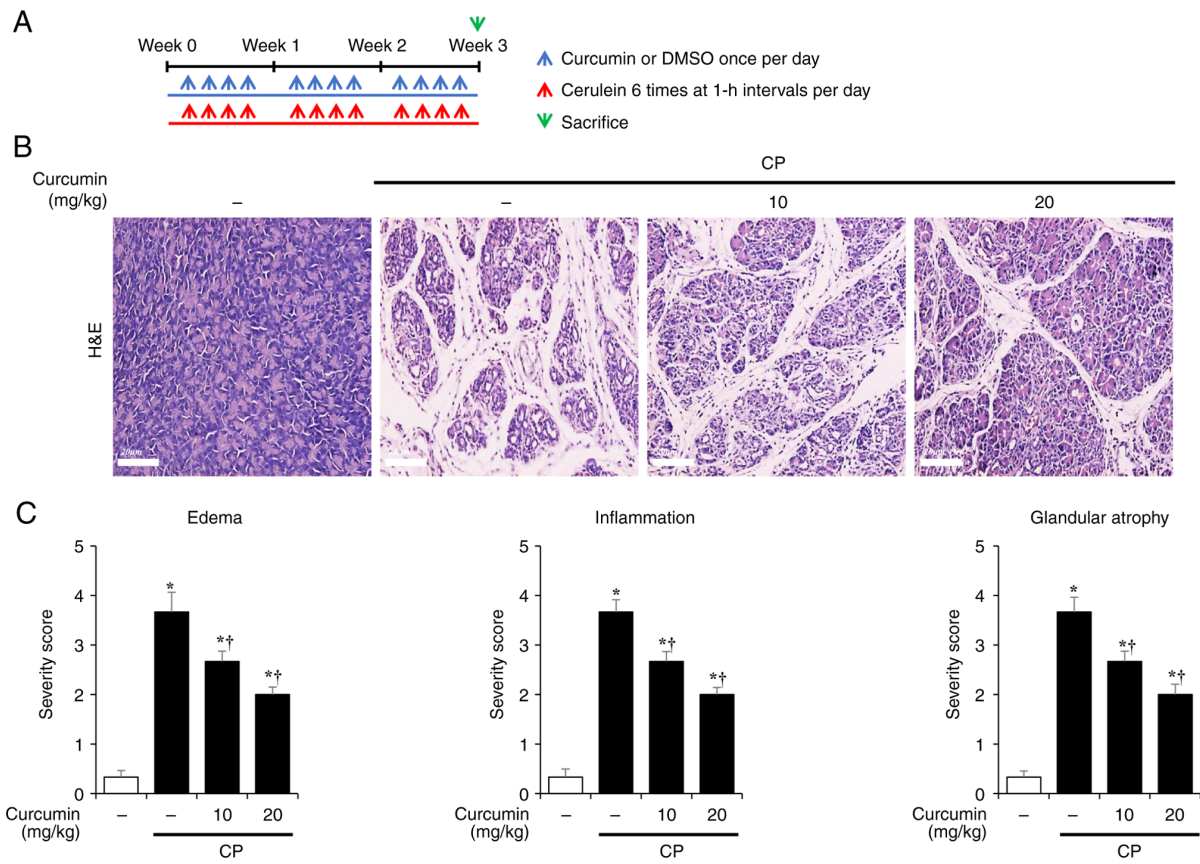 A
Week 0 Week 1 Week 2 Week 3
Curcumin or DMSO once per day
Cerulein 6 times at 1-h intervals per day
Sacrifice
B
CP
Curcumin
(mg/kg)
– – 10 20
H&E
20μm
C
Edema
Severity score
5
4
3
2
1
0
*
*†
*†
Curcumin
(mg/kg)
– – 10 20
CP
Inflammation
Severity score
5
4
3
2
1
0
*
*†
*†
Curcumin
(mg/kg)
– – 10 20
CP
Glandular atrophy
Severity score
5
4
3
2
1
0
*
*†
*†
Curcumin
(mg/kg)
– – 10 20
CP